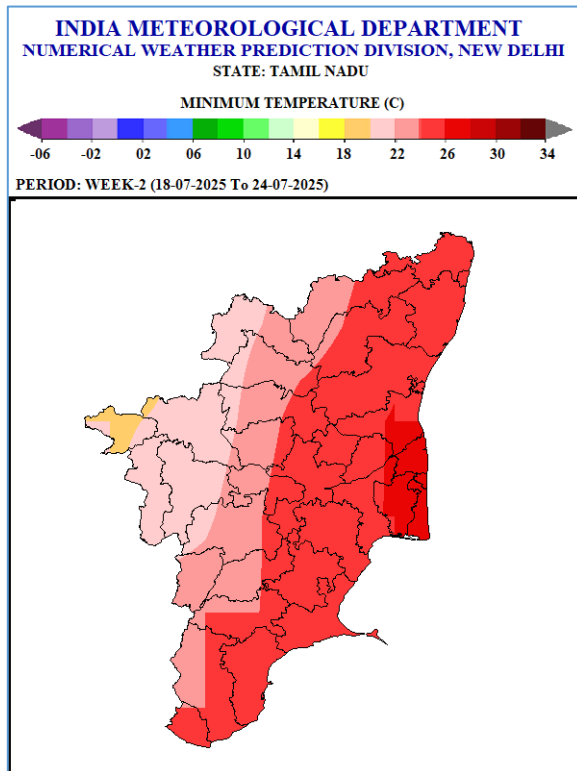 INDIA METEOROLOGICAL DEPARTMENT
NUMERICAL WEATHER PREDICTION DIVISION, NEW DELHI
STATE: TAMIL NADU
MINIMUM TEMPERATURE (C)
-06 -02 02 06 10 14 18 22 26 30 34
PERIOD: WEEK-2 (18-07-2025 To 24-07-2025)